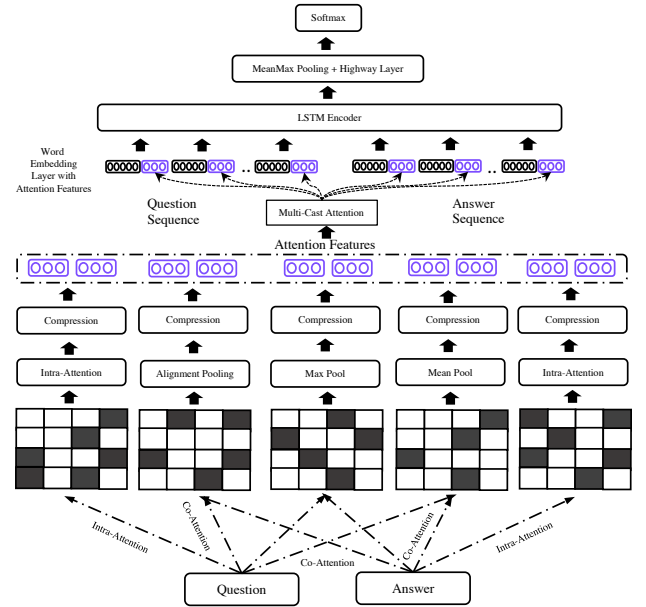 Softmax
MeanMax Pooling + Highway Layer
LSTM Encoder
Word
Embedding
Layer with
Attention Features
Question
Sequence
Multi-Cast Attention
Answer
Sequence
Attention Features
Compression
Compression
Compression
Compression
Compression
Intra-Attention
Alignment Pooling
Max Pool
Mean Pool
Intra-Attention
Intra-Attention
Co-Attention
Co-Attention
Co-Attention
Intra-Attention
Question
Answer